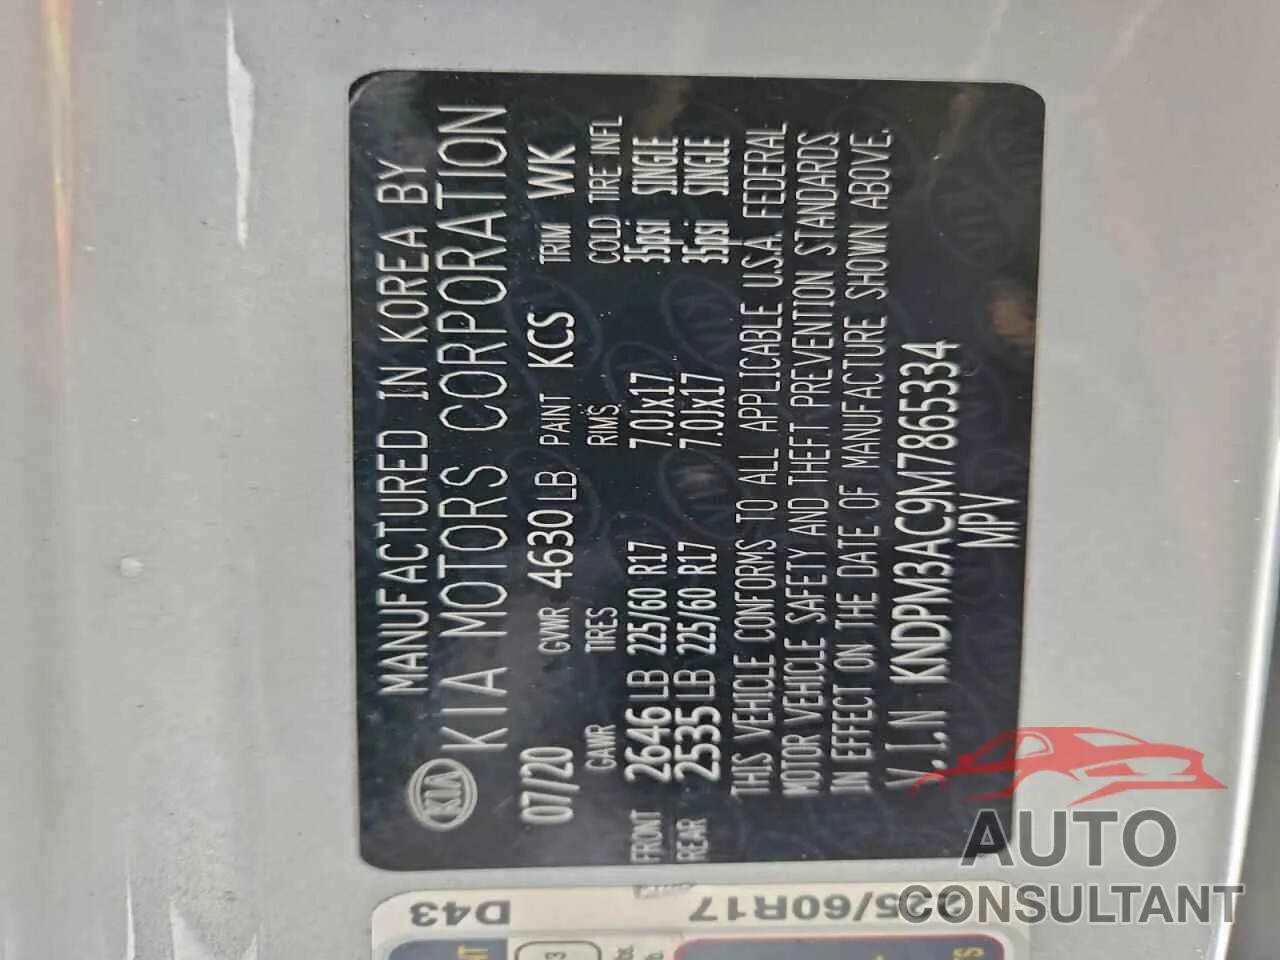 MANUFACTURED IN KOREA BY
KIA KIA MOTORS CORPORATION
07/20 GVWR 4630LB PAINT KCS TRIM WK
GAWR TIRES RIMS COLD TIRE INFL
FRONT 2646LB 225/60 R17 7.0Jx17 35psi SINGLE
REAR 2535LB 225/60 R17 7.0Jx17 35psi SINGLE
THIS VEHICLE CONFORMS TO ALL APPLICABLE U.S.A. FEDERAL
MOTOR VEHICLE SAFETY AND THEFT PREVENTION STANDARDS
IN EFFECT ON THE DATE OF MANUFACTURE SHOWN ABOVE.
V.I.N KNDPM3AC9M7865334
MPV
D43 225/60R17
AUTO
CONSULTANT